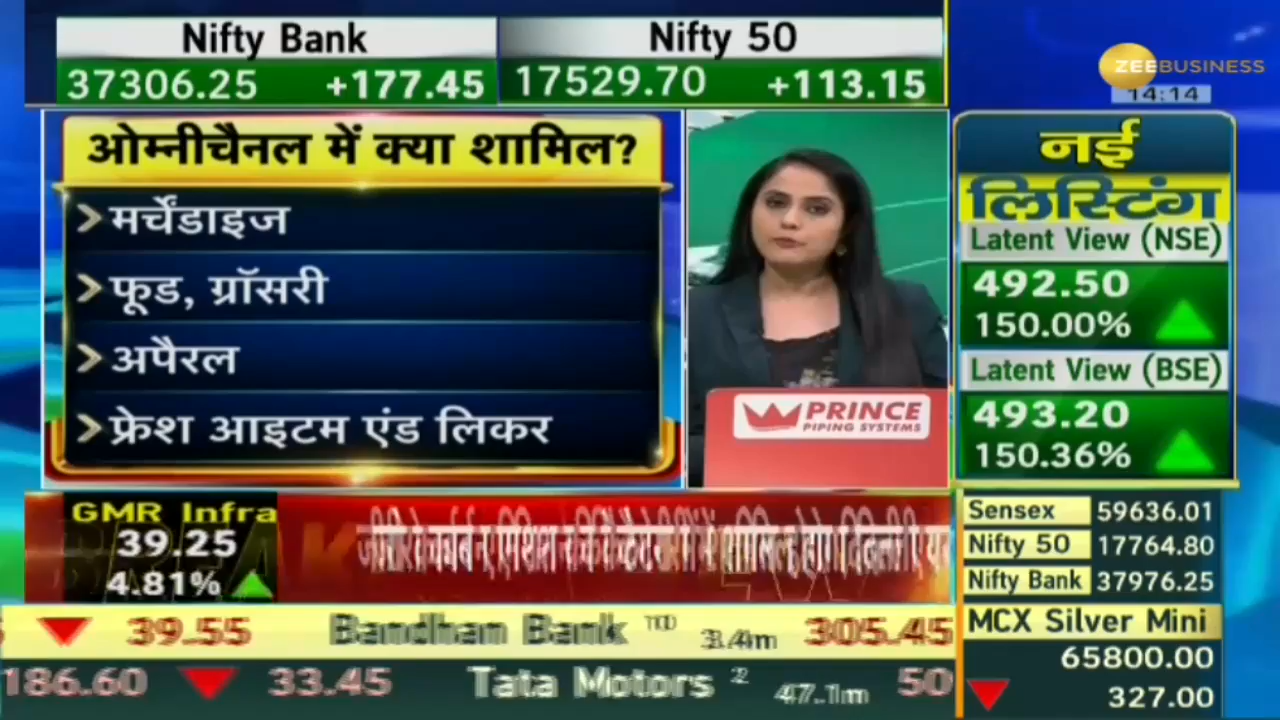 Nifty Bank
37306.25 +177.45
Nifty 50
17529.70 +113.15
ZEEBUSINESS
14:14
ओम्नीचैनल में क्या शामिल?
मर्चेंडाइज
फूड, ग्रॉसरी
अपैरल
फ्रेश आइटम एंड लिकर
PRINCE
PIPING SYSTEMS
नई
लिस्टिंग
Latent View (NSE)
492.50
150.00%
Latent View (BSE)
493.20
150.36%
GMR Infra
39.25
4.81%
Sensex 59636.01
Nifty 50 17764.80
Nifty Bank 37976.25
MCX Silver Mini
65800.00
327.00
39.55 Bandhan Bank 3.4m 305.45
186.60 33.45 Tata Motors 47.1m 50